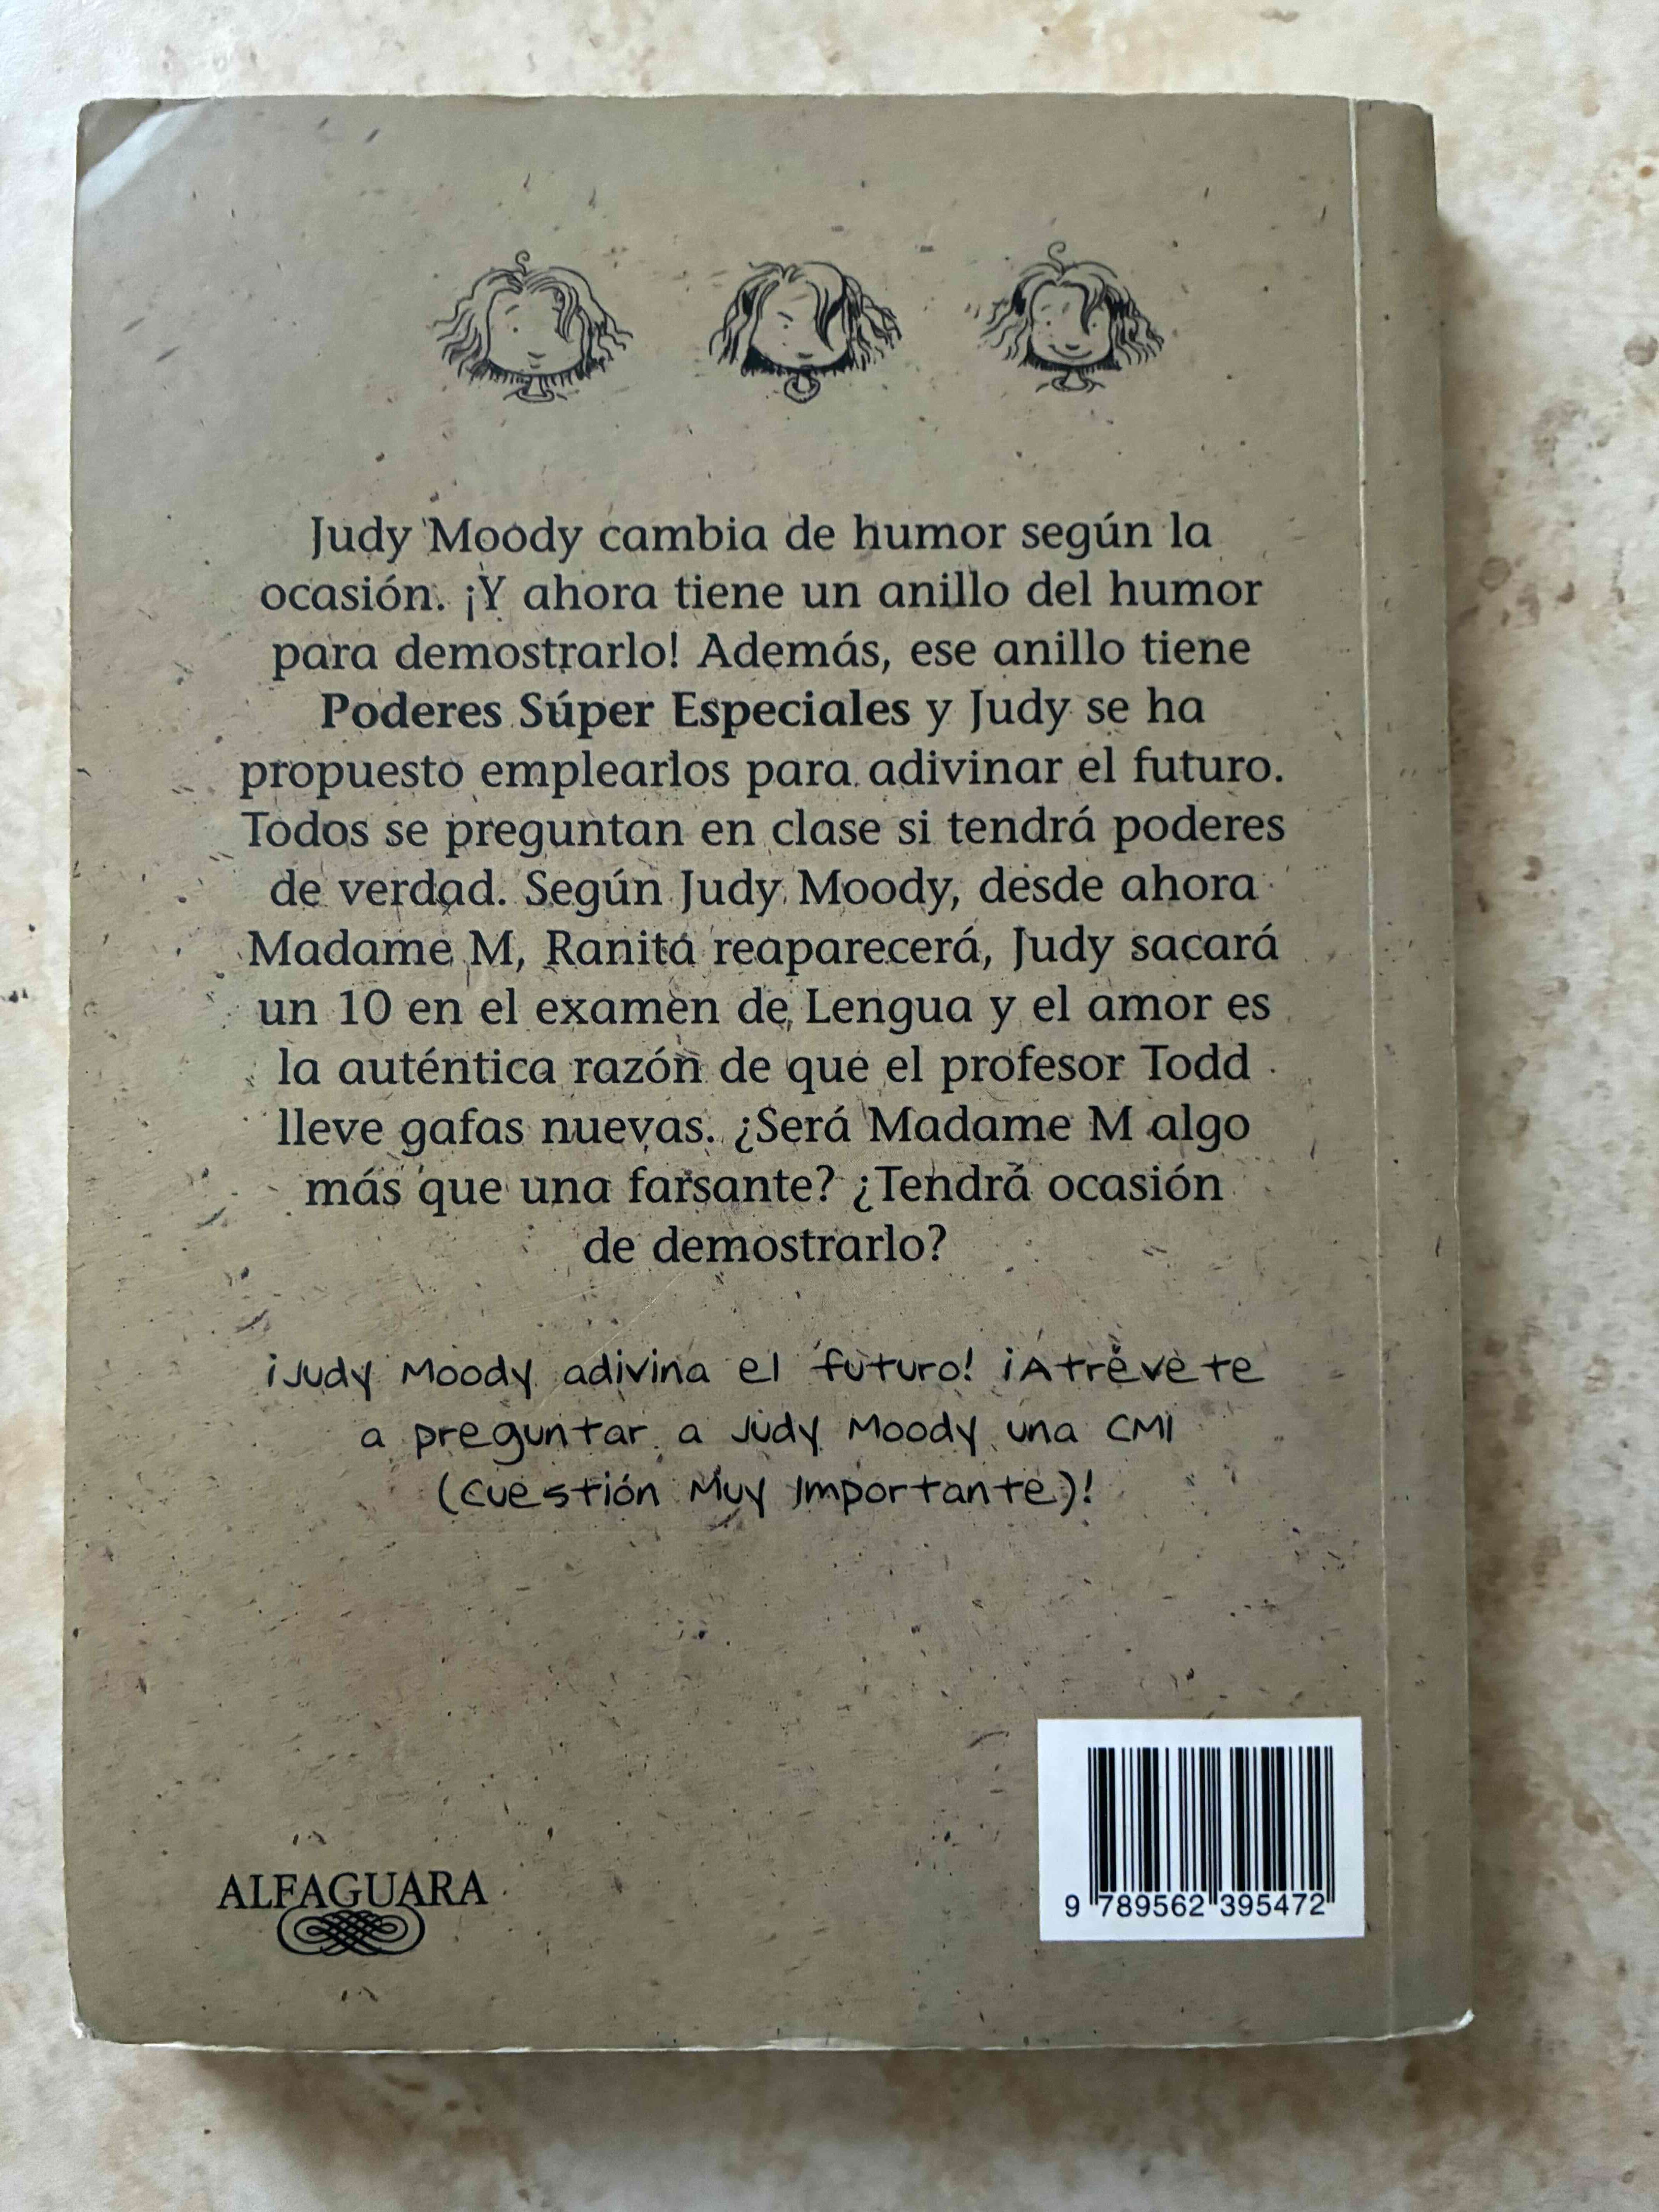 Judy Moody cambia de humor según la
ocasión. ¡Y ahora tiene un anillo del humor
para demostrarlo! Además, ese anillo tiene
Poderes Súper Especiales y Judy se ha
propuesto emplearlos para adivinar el futuro.
Todos se preguntan en clase si tendrá poderes
de verdad. Según Judy Moody, desde ahora
Madame M, Ranita reaparecerá, Judy sacará
un 10 en el examen de Lengua y el amor es
la auténtica razón de que el profesor Todd
lleve gafas nuevas. ¿Será Madame M algo
más que una farsante? ¿Tendrá ocasión
de demostrarlo?
¡Judy Moody adivina el futuro! ¡Atrévete
a preguntar a Judy Moody una CMI
(Cuestión Muy Importante)!
ALFAGUARA
9 789562 395472